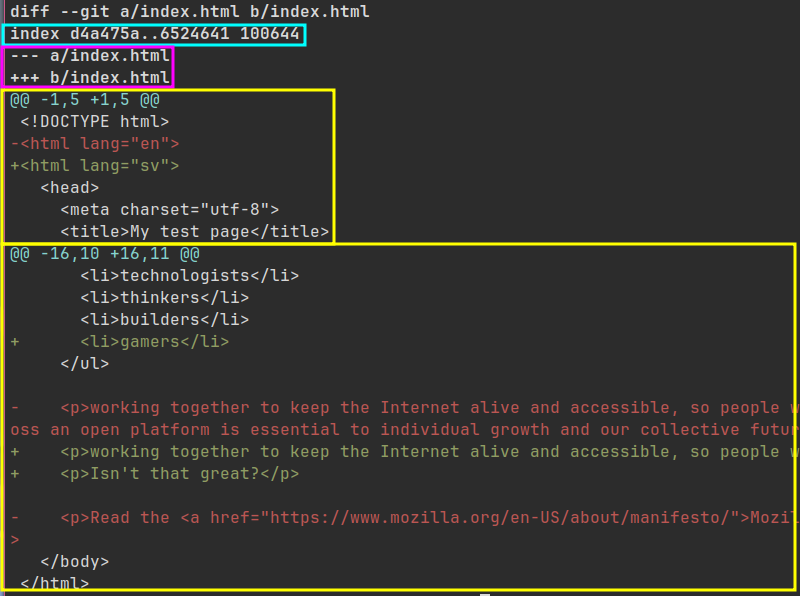 diff --git a/index.html b/index.html
index d4a475a..6524641 100644
--- a/index.html
+++ b/index.html
@@ -1,5 +1,5 @@
 <!DOCTYPE html>
-<html lang="en">
+<html lang="sv">
   <head>
     <meta charset="utf-8">
     <title>My test page</title>
@@ -16,10 +16,11 @@
       <li>technologists</li>
       <li>thinkers</li>
       <li>builders</li>
+      <li>gamers</li>
     </ul>
-    <p>working together to keep the Internet alive and accessible, so people w
oss an open platform is essential to individual growth and our collective futur
+    <p>working together to keep the Internet alive and accessible, so people w
+    <p>Isn't that great?</p>
-    <p>Read the <a href="https://www.mozilla.org/en-US/about/manifesto/">Mozil
>
   </body>
 </html>